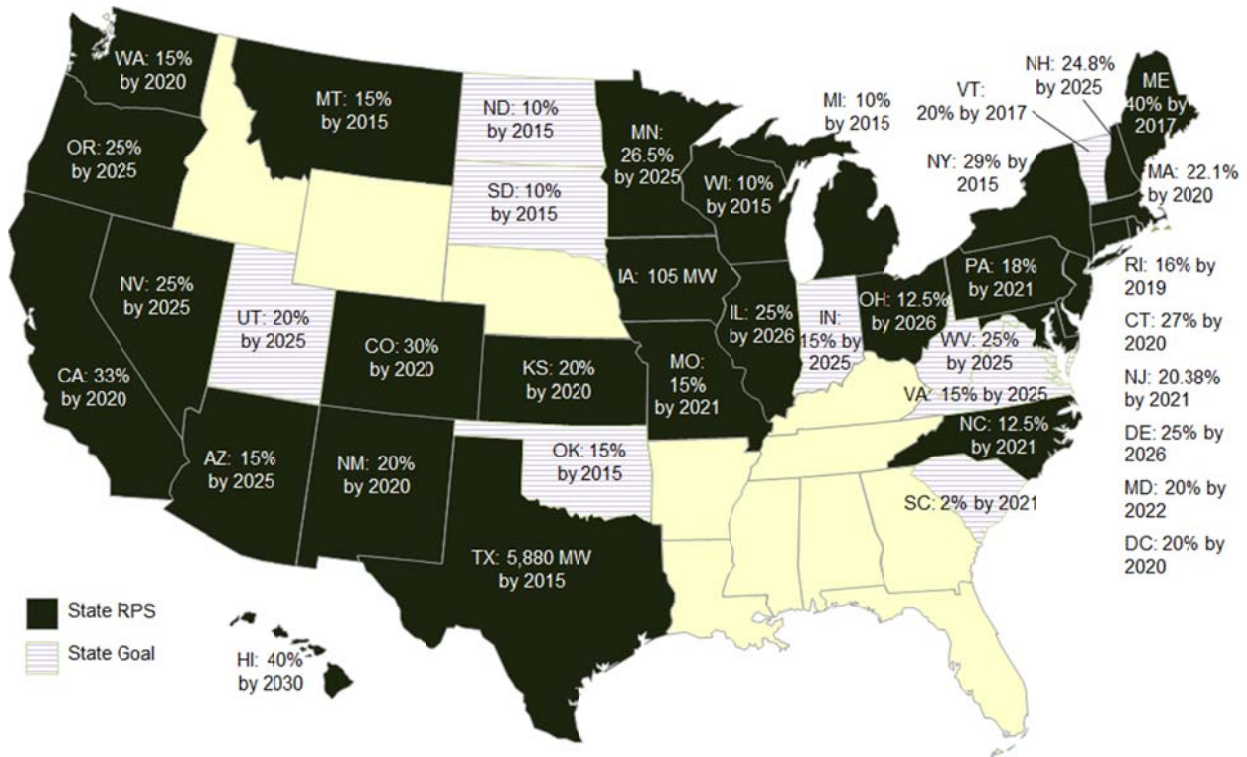 WA: 15%
by 2020
MT: 15%
by 2015
ND: 10%
by 2015
MN:
26.5%
by 2025
MI: 10%
by 2015
VT:
20% by 2017
NH: 24.8%
by 2025
ME
40% by
2017
OR: 25%
by 2025
SD: 10%
by 2015
WI: 10%
by 2015
NY: 29% by
2015
MA: 22.1%
by 2020
NV: 25%
by 2025
UT: 20%
by 2025
CO: 30%
by 2020
IA: 105 MW
IL: 25%
by 2026
IN:
15% by
2025
OH: 12.5%
by 2026
PA: 18%
by 2021
RI: 16% by
2019
CA: 33%
by 2020
KS: 20%
by 2020
MO:
15%
by 2021
WV: 25%
by 2025
VA: 15% by 2025
CT: 27% by
2020
NJ: 20.38%
by 2021
AZ: 15%
by 2025
NM: 20%
by 2020
OK: 15%
by 2015
NC: 12.5%
by 2021
DE: 25% by
2026
SC: 2% by 2021
MD: 20% by
2022
TX: 5,880 MW
by 2015
DC: 20% by
2020
State RPS
State Goal
HI: 40%
by 2030